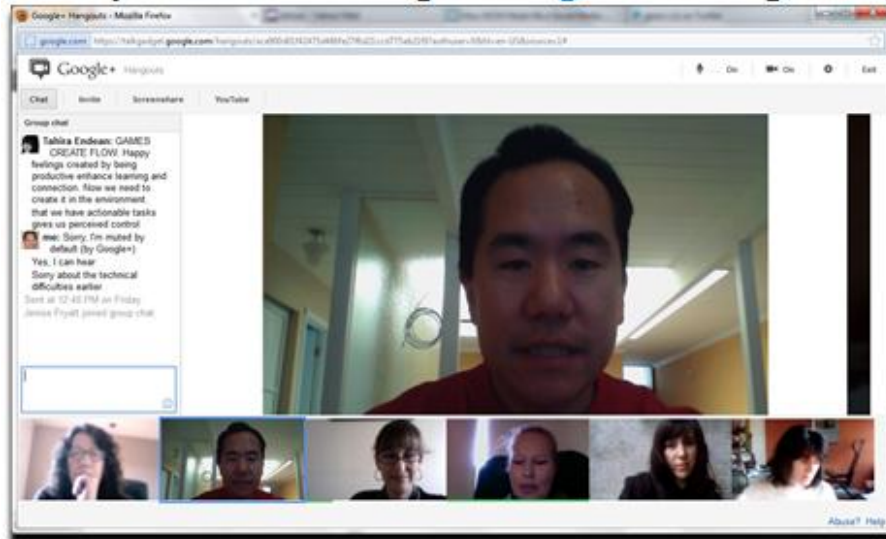 Google+ Hangouts - Mozilla Firefox
google.com
Google+ Hangouts
On
On
Exit
Chat
Invite
Screenshare
YouTube
Group chat
Tahira Endean: GAMES
CREATE FLOW. Happy
feelings created by being
productive enhance learning and
connection. Now we need to
create it in the environment
that we have actionable tasks
gives us perceived control
me: Sorry, I'm muted by
default (by Google+)
Yes, I can hear
Sorry about the technical
difficulties earlier
Sent at 12:48 PM on Friday
Jenise Fryatt joined group chat
Abuse? Help